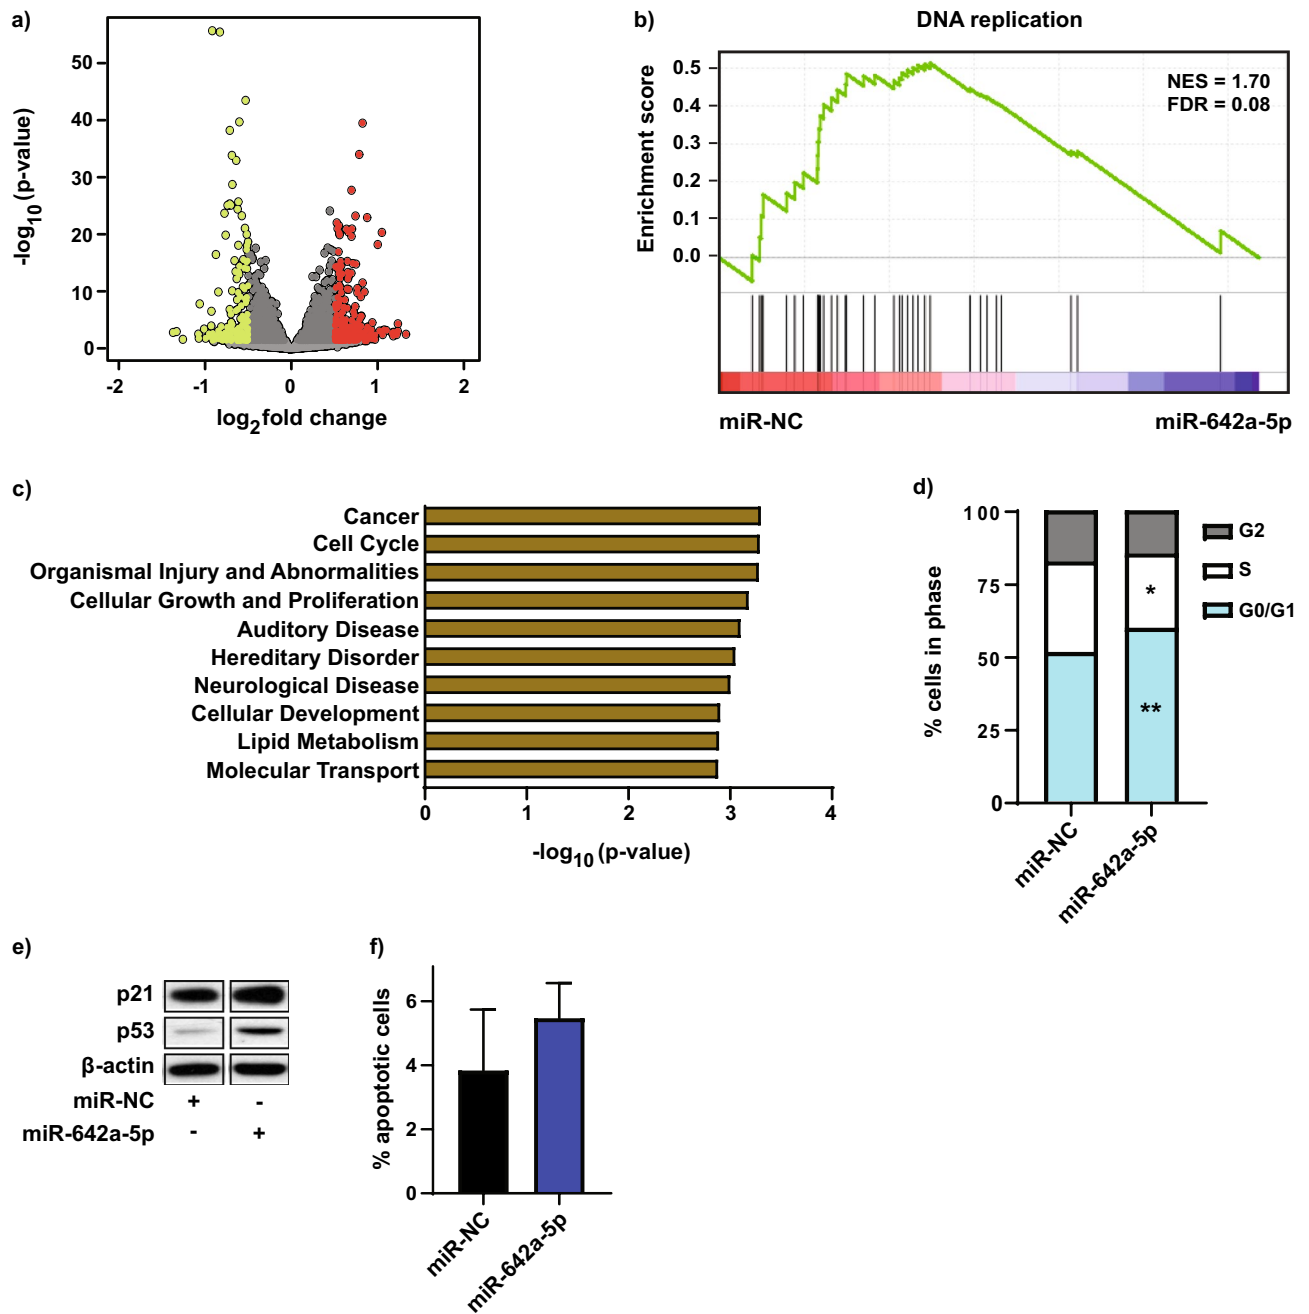 a)
50
40
30
20
10
0
-log10 (p-value)
-2 -1 0 1 2
log2 fold change
b)
DNA replication
NES = 1.70
FDR = 0.08
0.5
0.4
0.3
0.2
0.1
0.0
Enrichment score
miR-NC miR-642a-5p
c)
Cancer
Cell Cycle
Organismal Injury and Abnormalities
Cellular Growth and Proliferation
Auditory Disease
Hereditary Disorder
Neurological Disease
Cellular Development
Lipid Metabolism
Molecular Transport
0 1 2 3 4
-log10 (p-value)
d)
100
75
50
25
0
% cells in phase
*
**
G2
S
G0/G1
miR-NC
miR-642a-5p
e)
p21
p53
β-actin
miR-NC + -
miR-642a-5p - +
f)
6
4
2
0
% apoptotic cells
miR-NC
miR-642a-5p